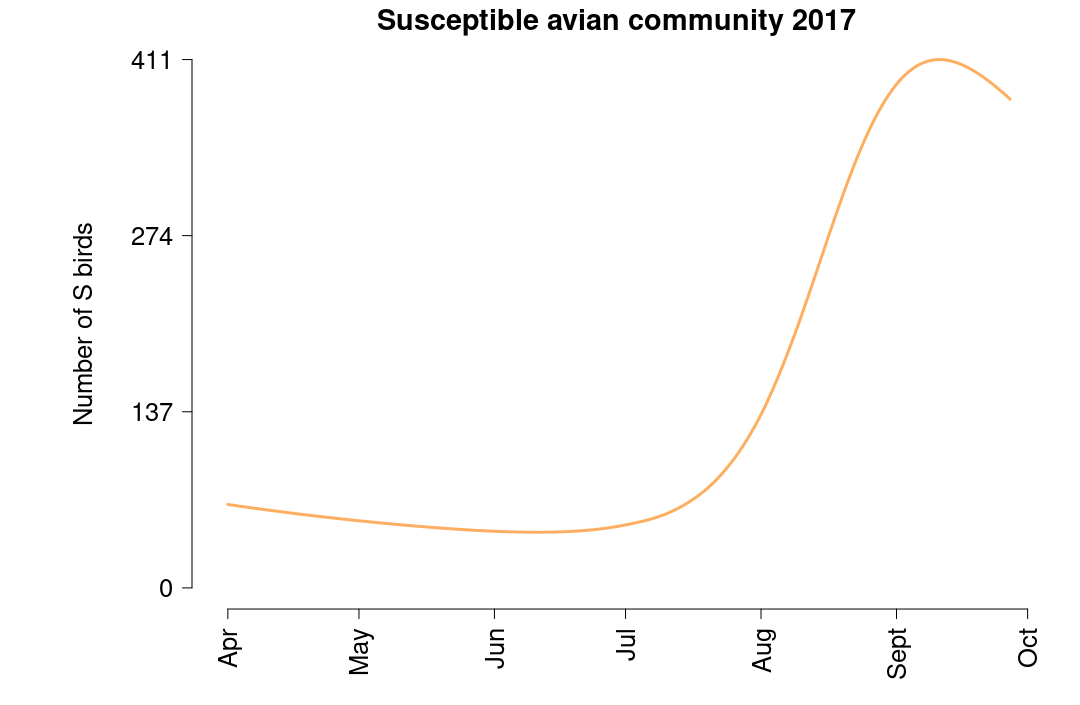 Susceptible avian community 2017
Number of S birds
411
274
137
0
Apr
May
Jun
Jul
Aug
Sept
Oct